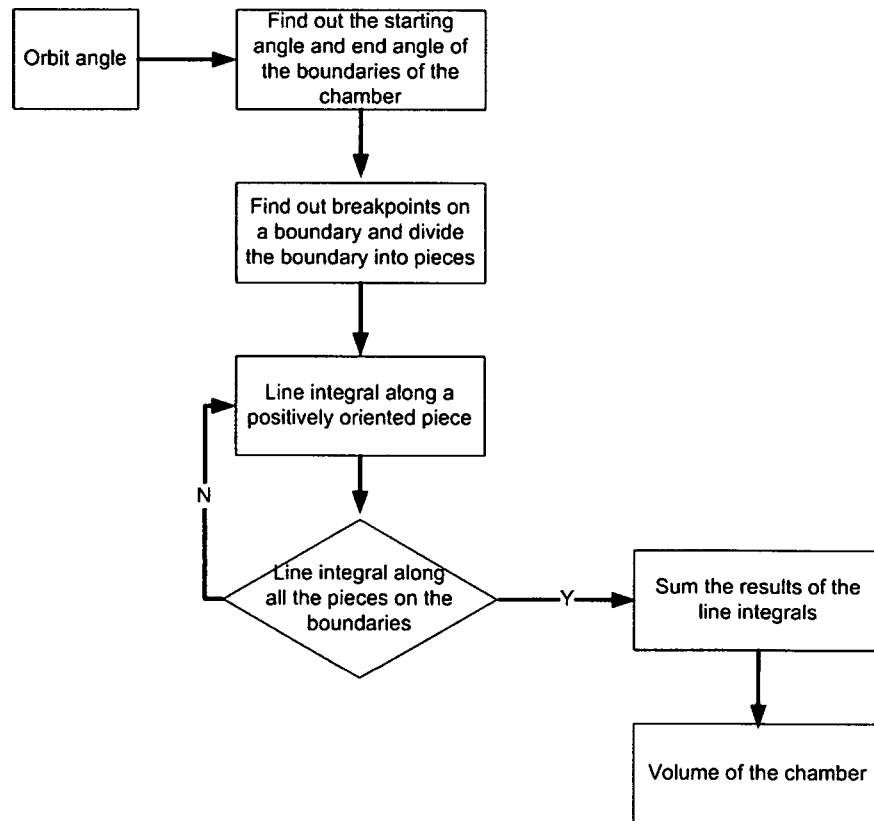 Orbit angle
Find out the starting
angle and end angle of
the boundaries of the
chamber
Find out breakpoints on
a boundary and divide
the boundary into pieces
Line integral along a
positively oriented piece
N
Line integral along
all the pieces on the
boundaries
Y
Sum the results of the
line integrals
Volume of the chamber